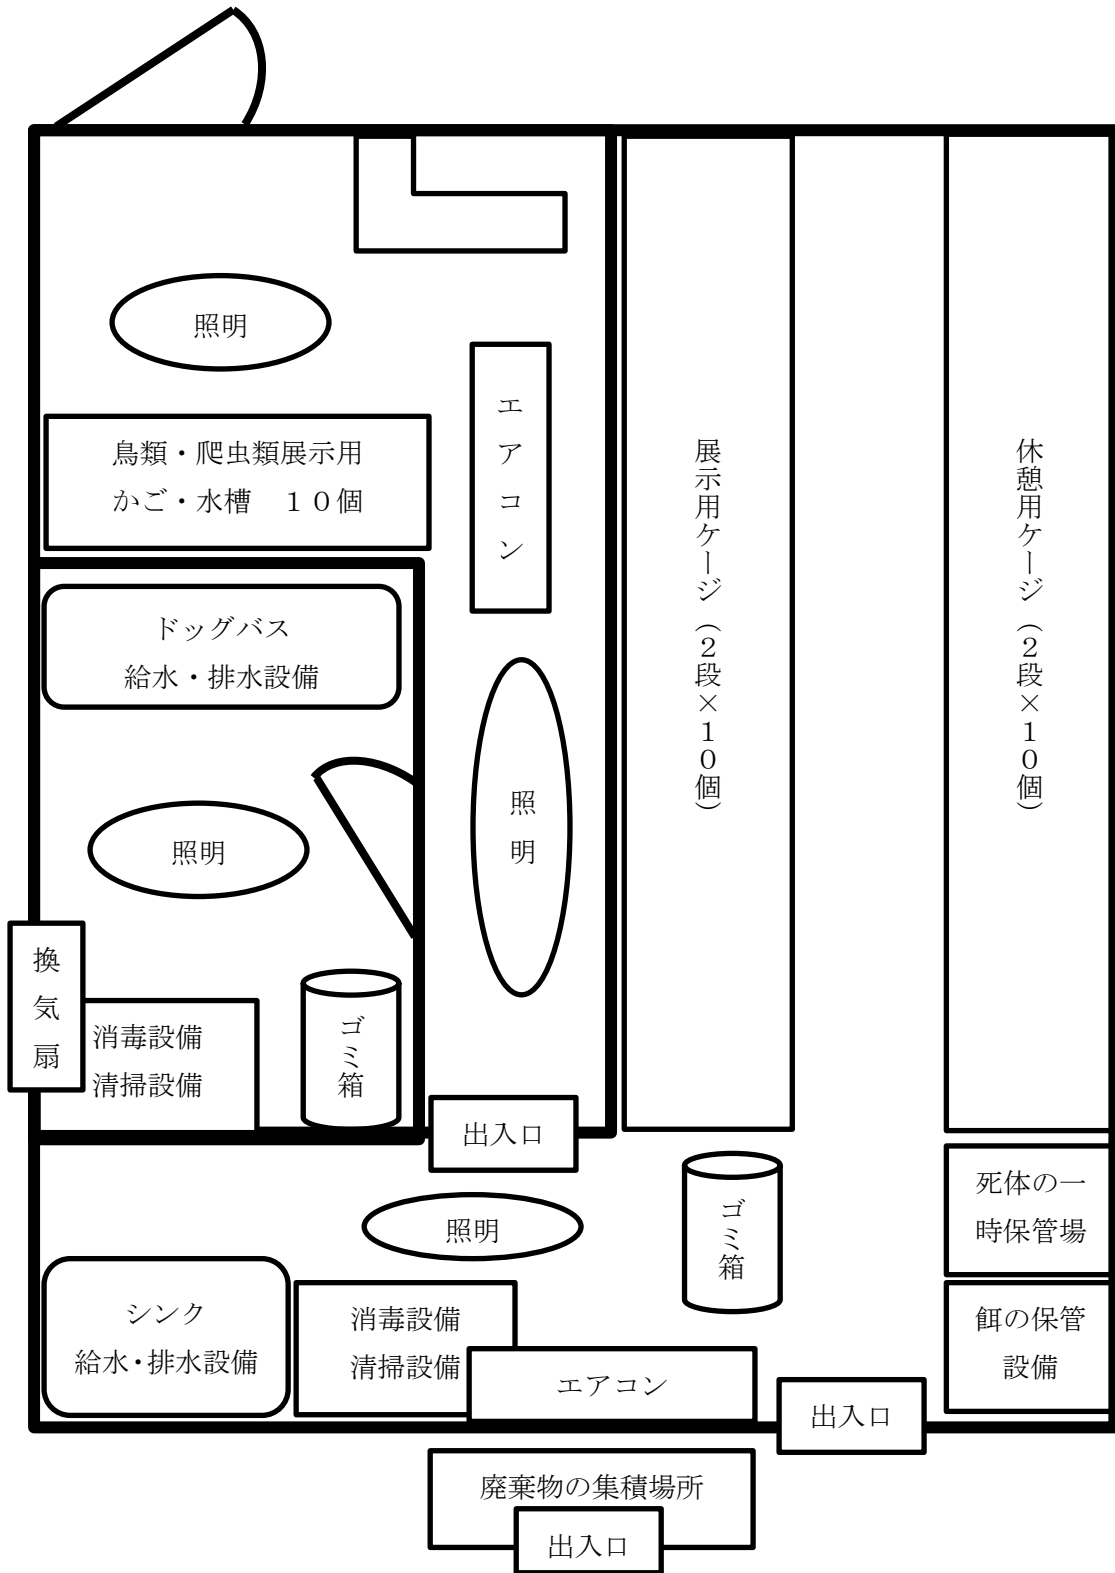 照明
エアコン
鳥類・爬虫類展示用
かご・水槽　１０個
展示用ケージ（２段×１０個）
休憩用ケージ（２段×１０個）
ドッグバス
給水・排水設備
照明
照明
換気扇
消毒設備
清掃設備
ゴミ箱
出入口
照明
ゴミ箱
死体の一
時保管場
シンク
給水・排水設備
消毒設備
清掃設備
エアコン
餌の保管
設備
出入口
廃棄物の集積場所
出入口